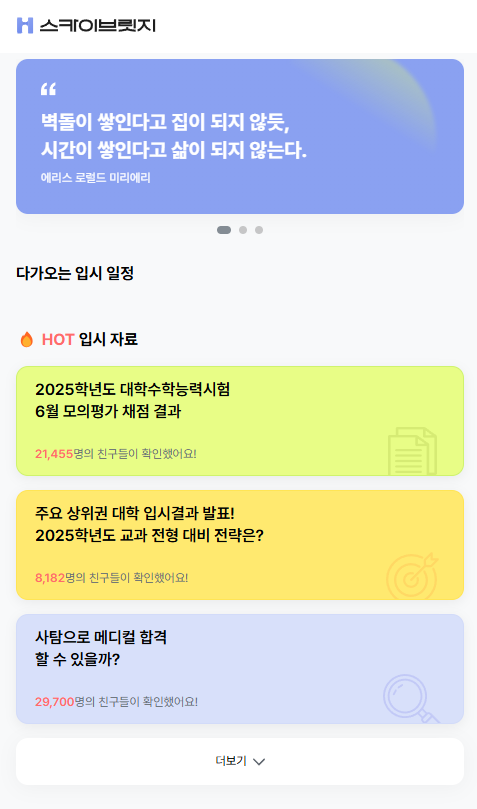 스카이브릿지
“
벽돌이 쌓인다고 집이 되지 않듯,
시간이 쌓인다고 삶이 되지 않는다.
에리스 로럴드 미리에리
다가오는 입시 일정
HOT 입시 자료
2025학년도 대학수학능력시험
6월 모의평가 채점 결과
21,455명의 친구들이 확인했어요!
주요 상위권 대학 입시결과 발표!
2025학년도 교과 전형 대비 전략은?
8,182명의 친구들이 확인했어요!
사탐으로 메디컬 합격
할 수 있을까?
29,700명의 친구들이 확인했어요!
더보기